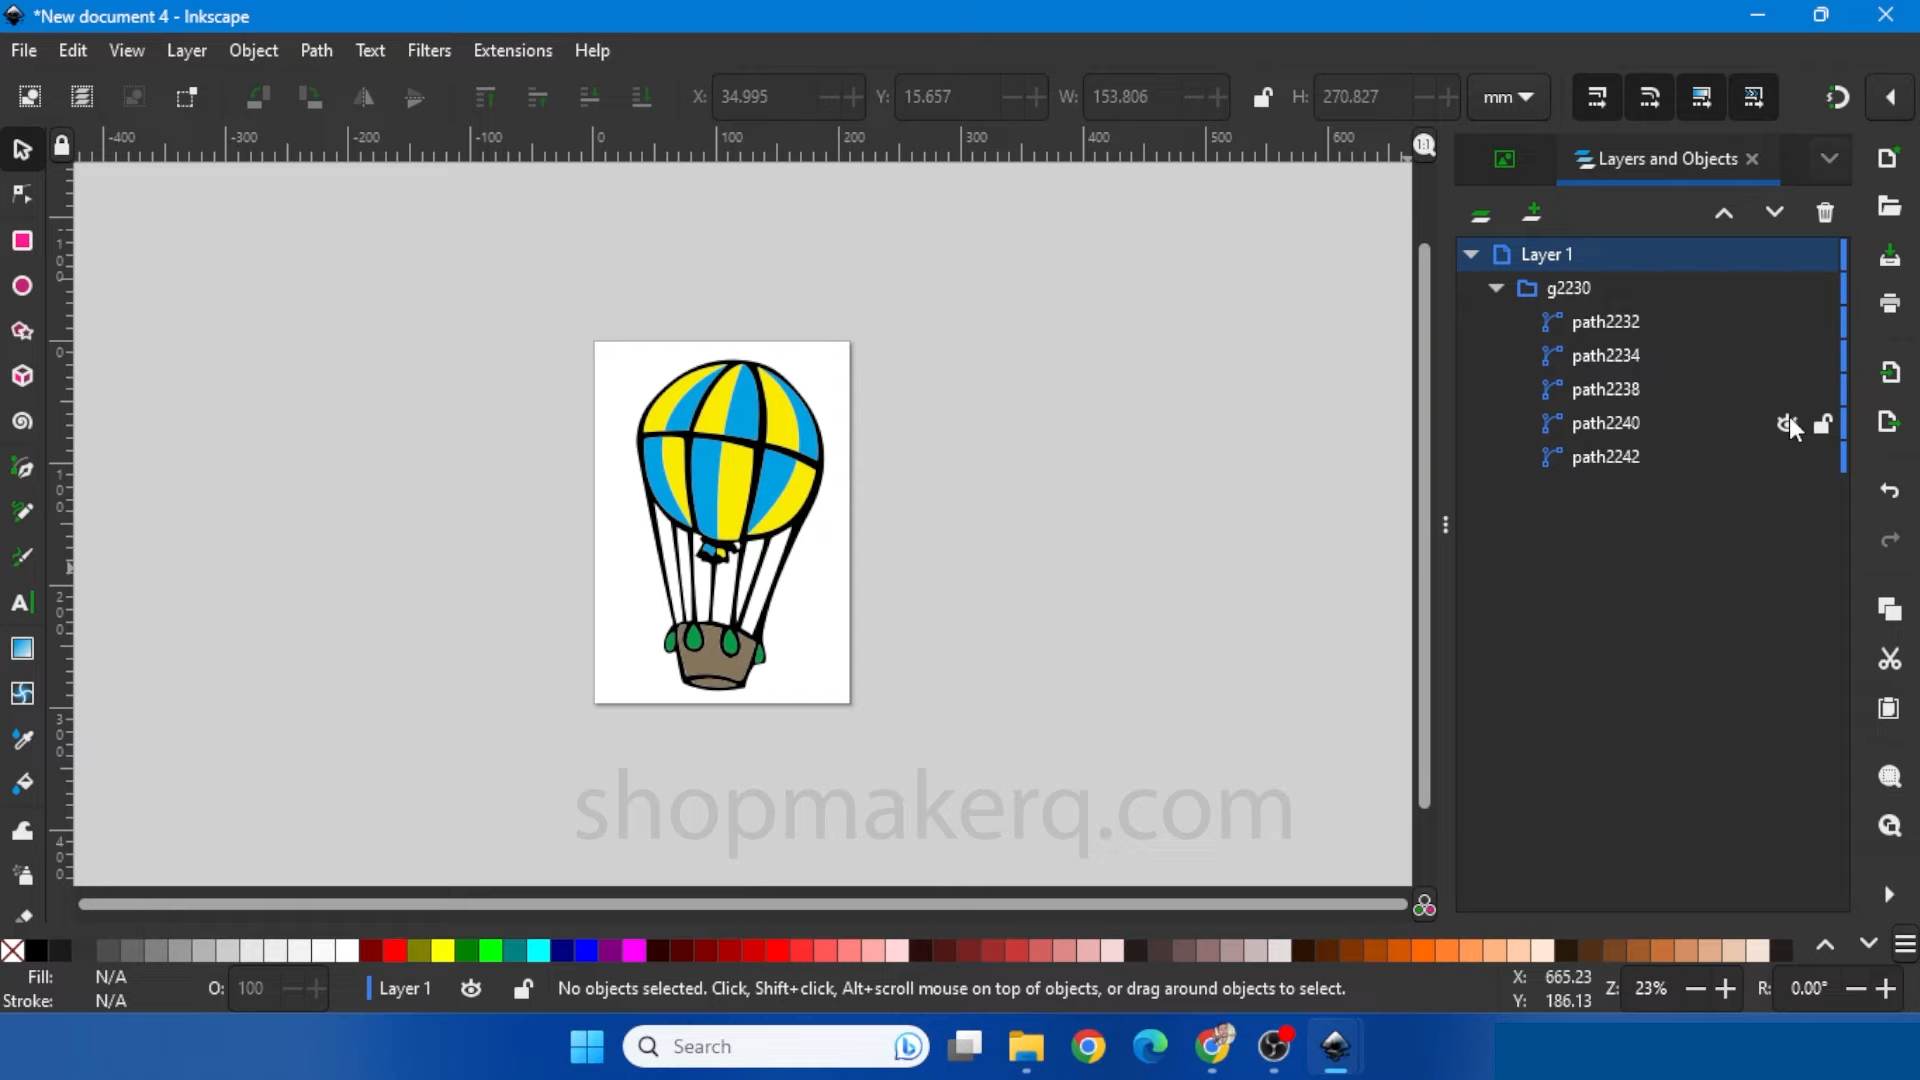 *New document 4 - Inkscape
File Edit View Layer Object Path Text Filters Extensions Help
X: 34.995 Y: 15.657 W: 153.806 H: 270.827 mm
-400 -300 -200 -100 0 100 200 300 400 500 600
1:1
Layers and Objects
Layer 1
g2230
path2232
path2234
path2238
path2240
path2242
shopmakerq.com
Fill: N/A
Stroke: N/A
O: 100
Layer 1
No objects selected. Click, Shift+click, Alt+scroll mouse on top of objects, or drag around objects to select.
X: 665.23
Y: 186.13
Z: 23%
R: 0.00°
Search